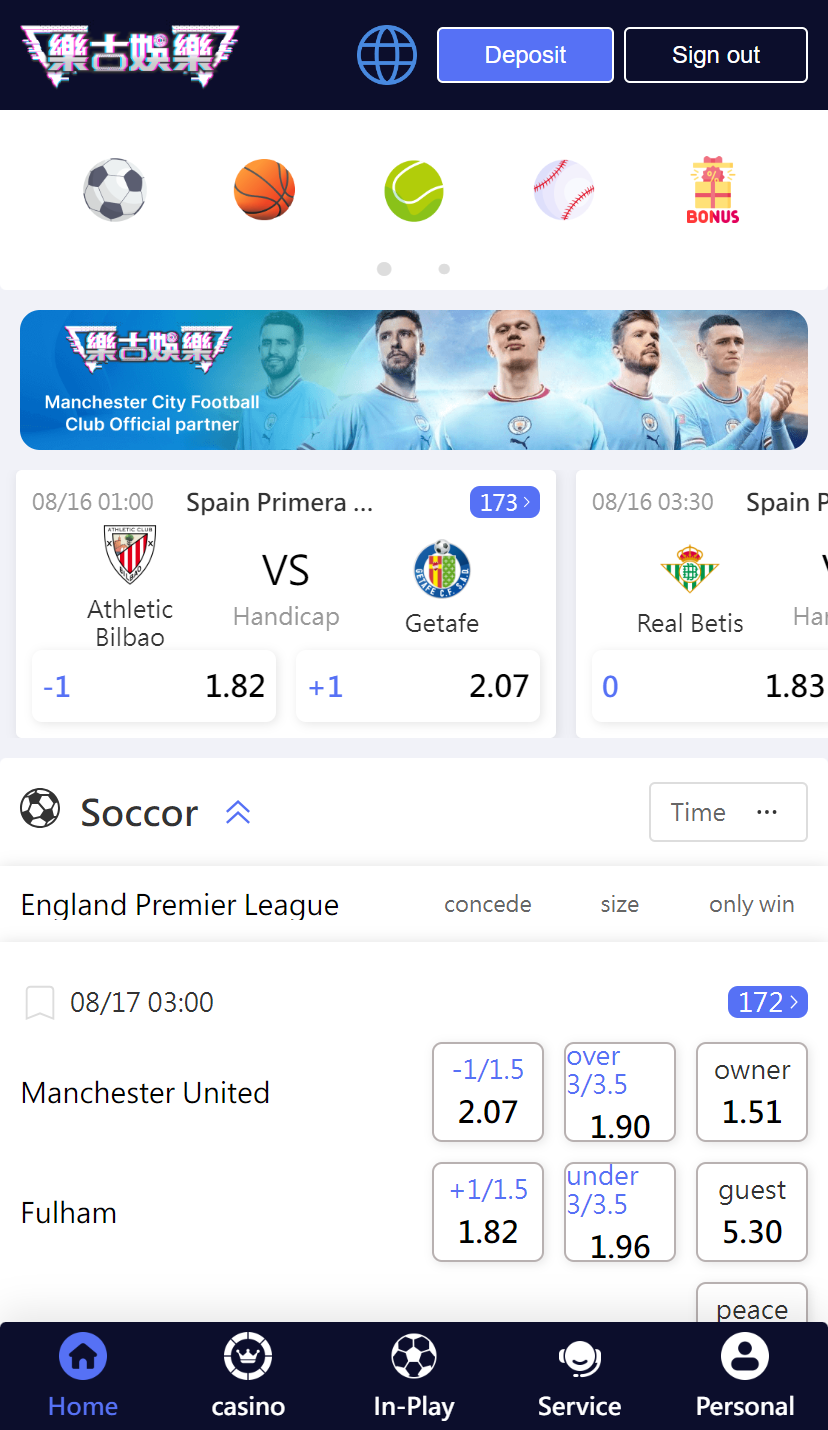 樂古娛樂
Deposit
Sign out
BONUS
樂古娛樂
Manchester City Football
Club Official partner
08/16 01:00 Spain Primera ... 173
ATHLETIC CLUB
BILBAO
Athletic
Bilbao
VS
Handicap
GETAFE C.F. S.A.D.
Getafe
-1 1.82
+1 2.07
08/16 03:30 Spain P
Real Betis
Har
0 1.83
Soccor
Time ...
England Premier League concede size only win
08/17 03:00 172
Manchester United
-1/1.5
2.07
over
3/3.5
1.90
owner
1.51
Fulham
+1/1.5
1.82
under
3/3.5
1.96
guest
5.30
peace
Home casino In-Play Service Personal